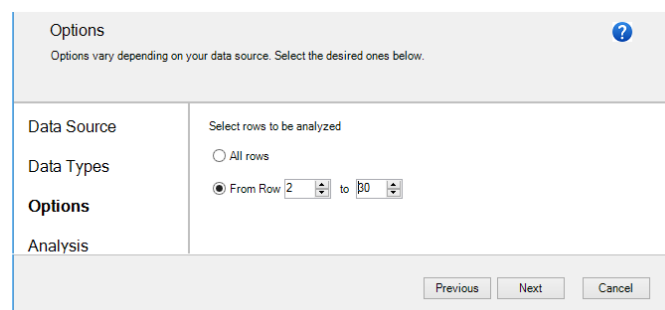 Options
Options vary depending on your data source. Select the desired ones below.
?
Data Source
Data Types
Options
Analysis
Select rows to be analyzed
All rows
From Row 2 to 30
Previous Next Cancel